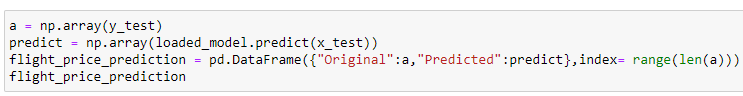 a = np.array(y_test)
predict = np.array(loaded_model.predict(x_test))
flight_price_prediction = pd.DataFrame({"Original":a,"Predicted":predict},index= range(len(a)))
flight_price_prediction